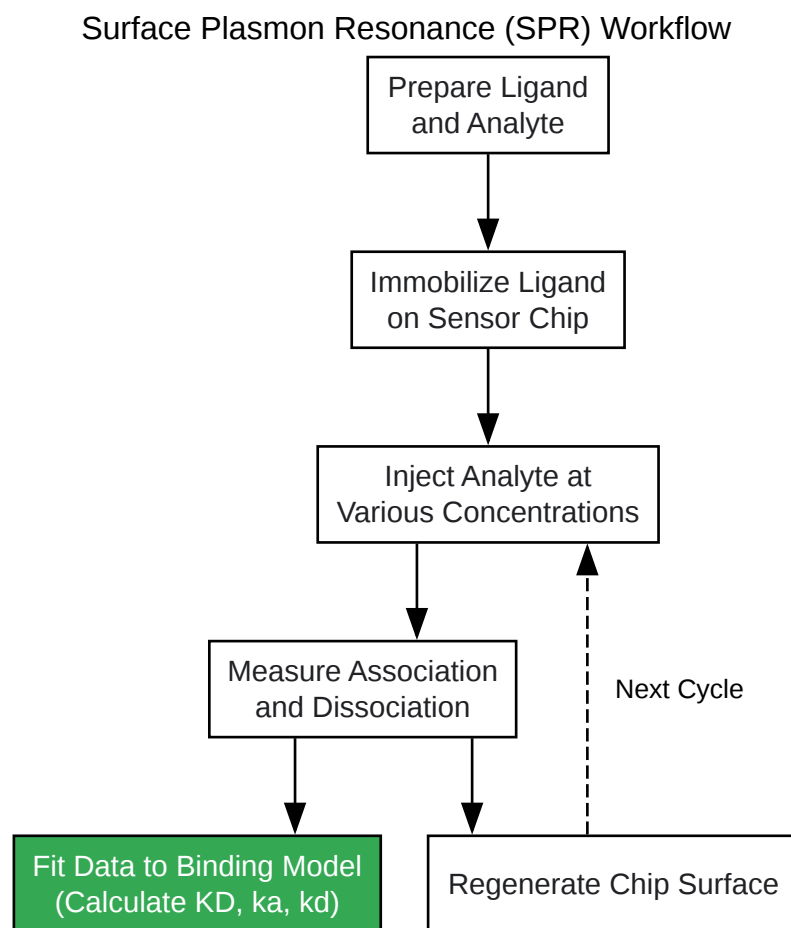 Surface Plasmon Resonance (SPR) Workflow
Prepare Ligand
and Analyte
Immobilize Ligand
on Sensor Chip
Inject Analyte at
Various Concentrations
Measure Association
and Dissociation
Next Cycle
Fit Data to Binding Model
(Calculate KD, ka, kd)
Regenerate Chip Surface